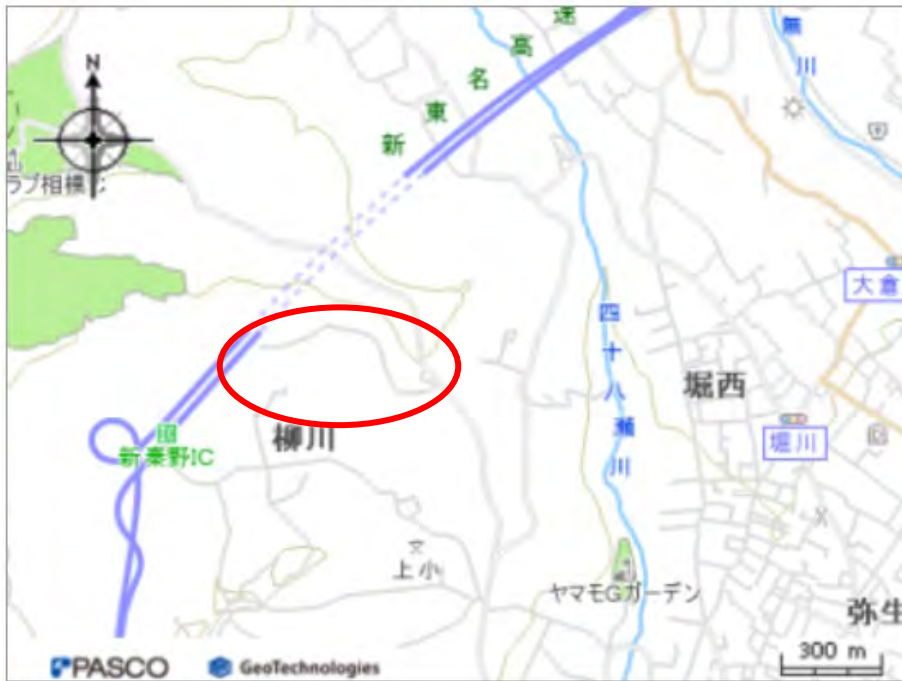 無川
新東名高速
N
ラブ相模
大倉
四十八瀬川
堀西
柳川
堀川
新秦野IC
上小
ヤマモGガーデン
弥生
300 m
PASCO
GeoTechnologies